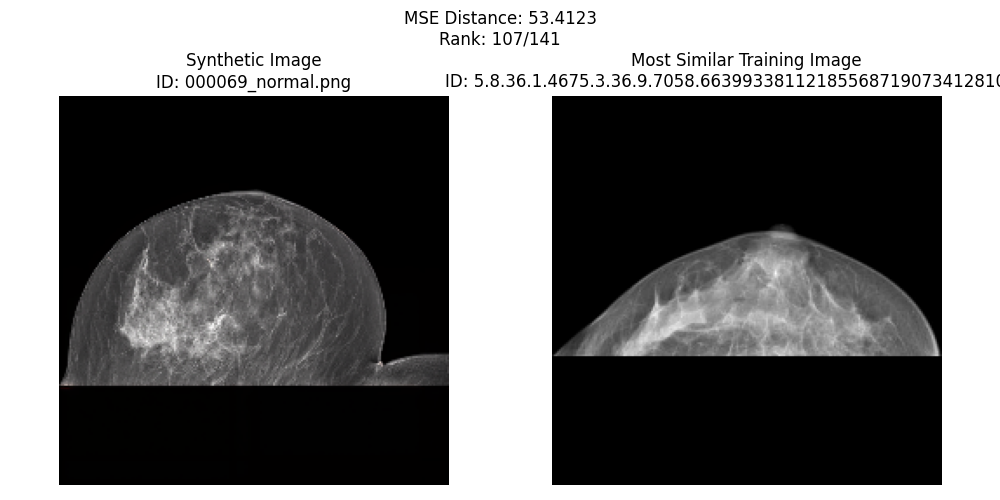 MSE Distance: 53.4123
Rank: 107/141
Synthetic Image
ID: 000069_normal.png
Most Similar Training Image
ID: 5.8.36.1.4675.3.36.9.7058.66399338112185568719073412810